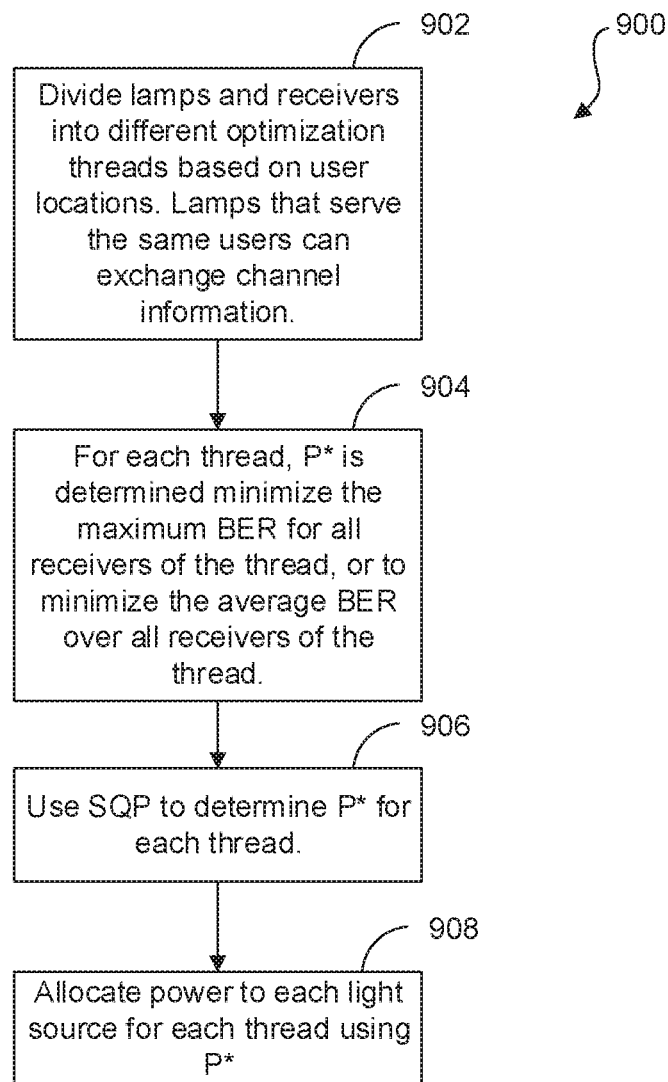 902
900
Divide lamps and receivers
into different optimization
threads based on user
locations. Lamps that serve
the same users can
exchange channel
information.
904
For each thread, P* is
determined minimize the
maximum BER for all
receivers of the thread, or to
minimize the average BER
over all receivers of the
thread.
906
Use SQP to determine P* for
each thread.
908
Allocate power to each light
source for each thread using
P*